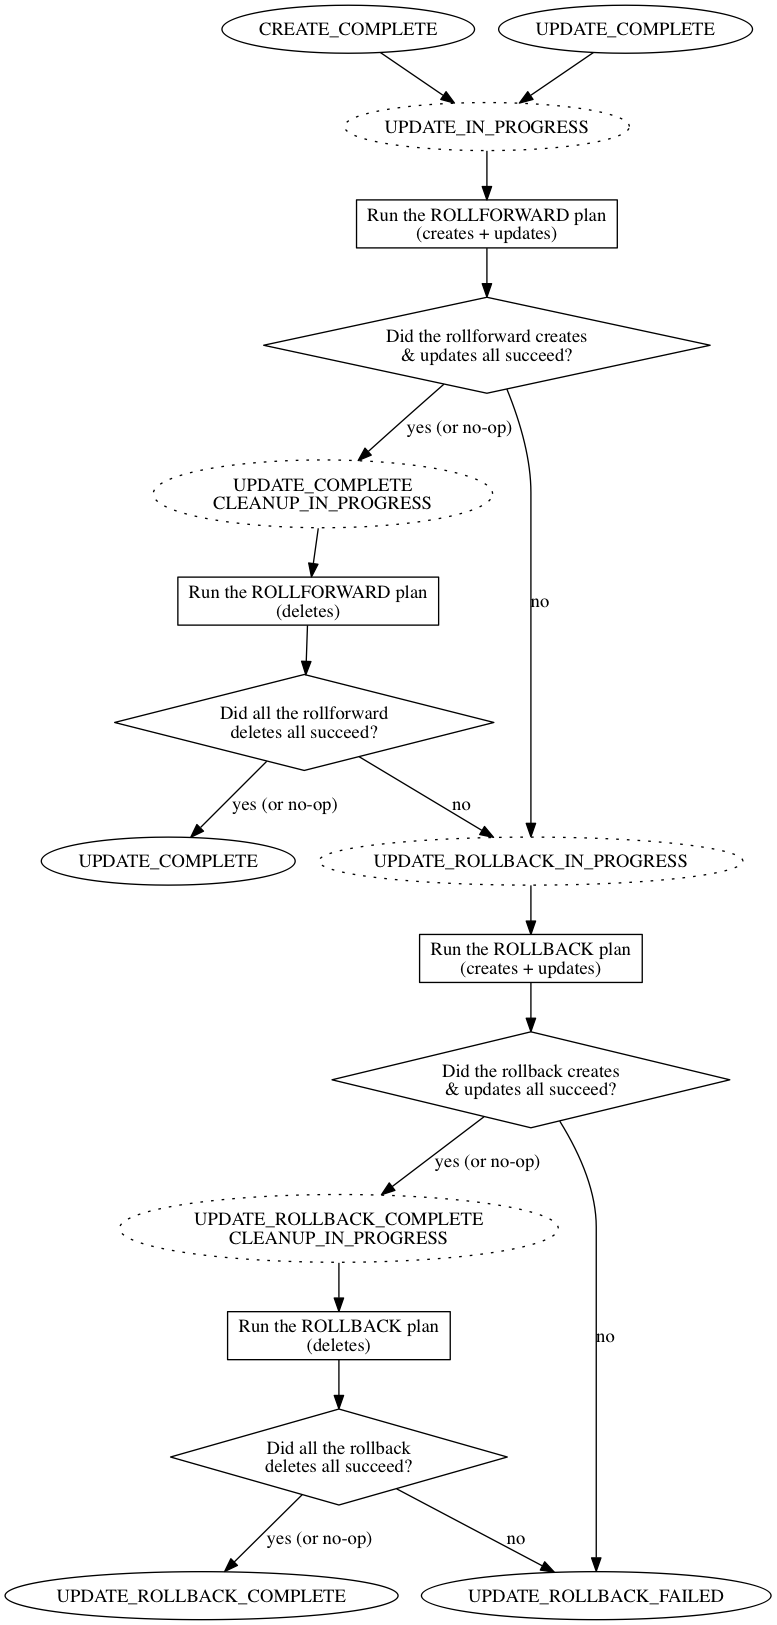 CREATE_COMPLETE
UPDATE_COMPLETE
UPDATE_IN_PROGRESS
Run the ROLLFORWARD plan
(creates + updates)
Did the rollforward creates
& updates all succeed?
yes (or no-op)
UPDATE_COMPLETE
CLEANUP_IN_PROGRESS
Run the ROLLFORWARD plan
(deletes)
no
Did all the rollforward
deletes all succeed?
yes (or no-op)
no
UPDATE_COMPLETE
UPDATE_ROLLBACK_IN_PROGRESS
Run the ROLLBACK plan
(creates + updates)
Did the rollback creates
& updates all succeed?
yes (or no-op)
UPDATE_ROLLBACK_COMPLETE
CLEANUP_IN_PROGRESS
Run the ROLLBACK plan
(deletes)
no
Did all the rollback
deletes all succeed?
yes (or no-op)
no
UPDATE_ROLLBACK_COMPLETE
UPDATE_ROLLBACK_FAILED